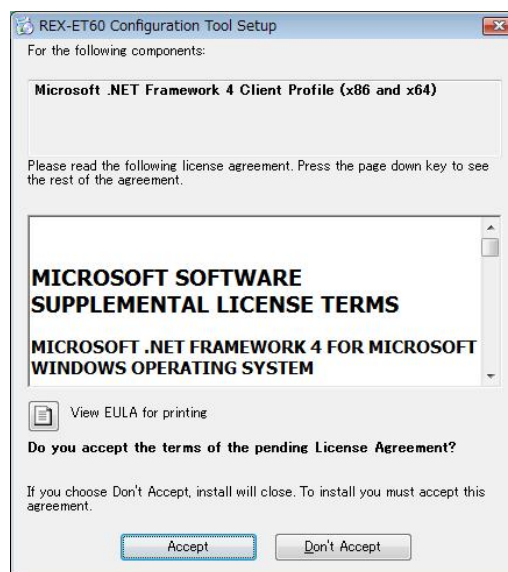 REX-ET60 Configuration Tool Setup
For the following components:
Microsoft .NET Framework 4 Client Profile (x86 and x64)
Please read the following license agreement. Press the page down key to see
the rest of the agreement.
MICROSOFT SOFTWARE
SUPPLEMENTAL LICENSE TERMS
MICROSOFT .NET FRAMEWORK 4 FOR MICROSOFT
WINDOWS OPERATING SYSTEM
View EULA for printing
Do you accept the terms of the pending License Agreement?
If you choose Don't Accept, install will close. To install you must accept this
agreement.
Accept
Don't Accept